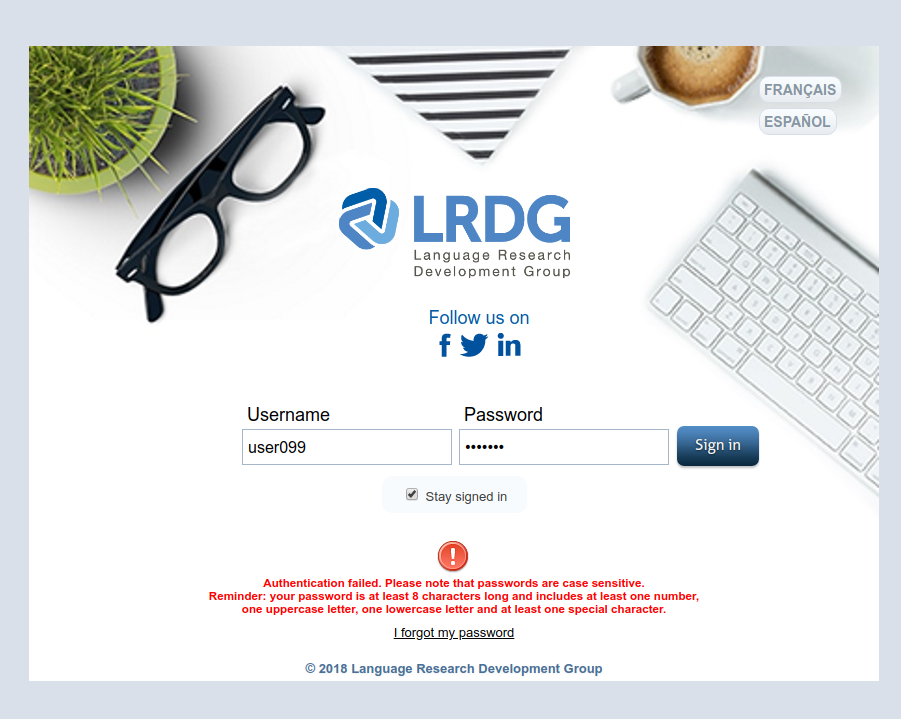 FRANÇAIS
ESPAÑOL
LRDG
Language Research
Development Group
Follow us on
Username Password
user099 ••••••• Sign in
Stay signed in
Authentication failed. Please note that passwords are case sensitive.
Reminder: your password is at least 8 characters long and includes at least one number,
one uppercase letter, one lowercase letter and at least one special character.
I forgot my password
© 2018 Language Research Development Group